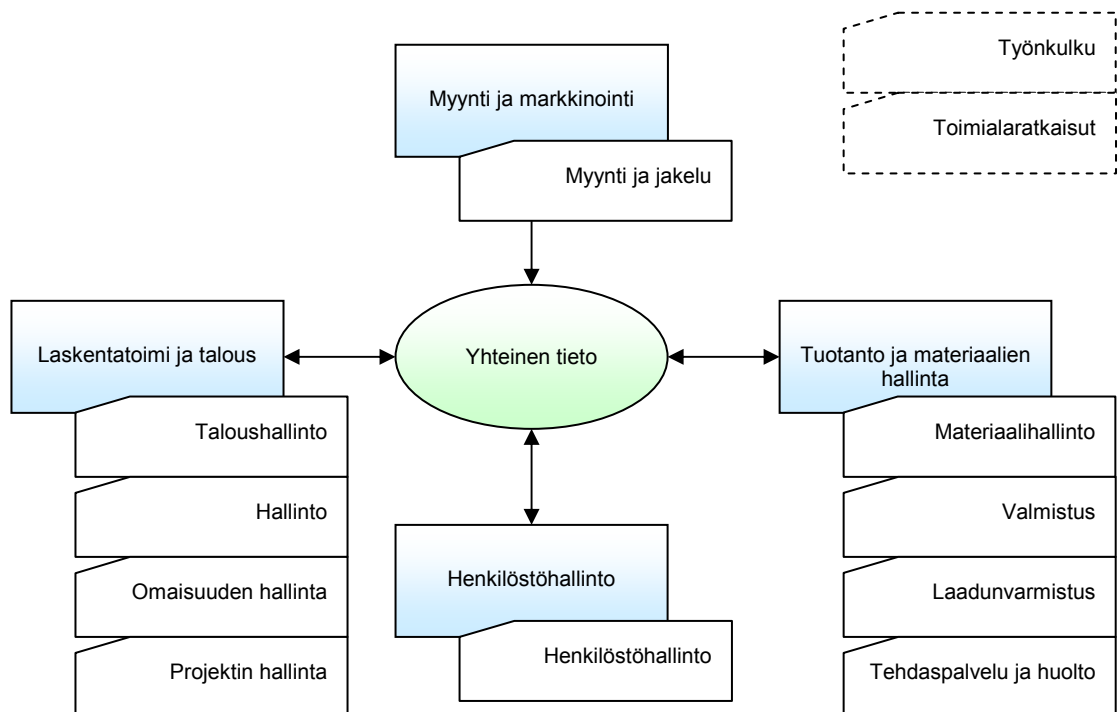 Työnkulku
Toimialaratkaisut
Myynti ja markkinointi
Myynti ja jakelu
Laskentatoimi ja talous
Taloushallinto
Hallinto
Omaisuuden hallinta
Projektin hallinta
Yhteinen tieto
Henkilöstöhallinto
Henkilöstöhallinto
Tuotanto ja materiaalien
hallinta
Materiaalihallinto
Valmistus
Laadunvarmistus
Tehdaspalvelu ja huolto